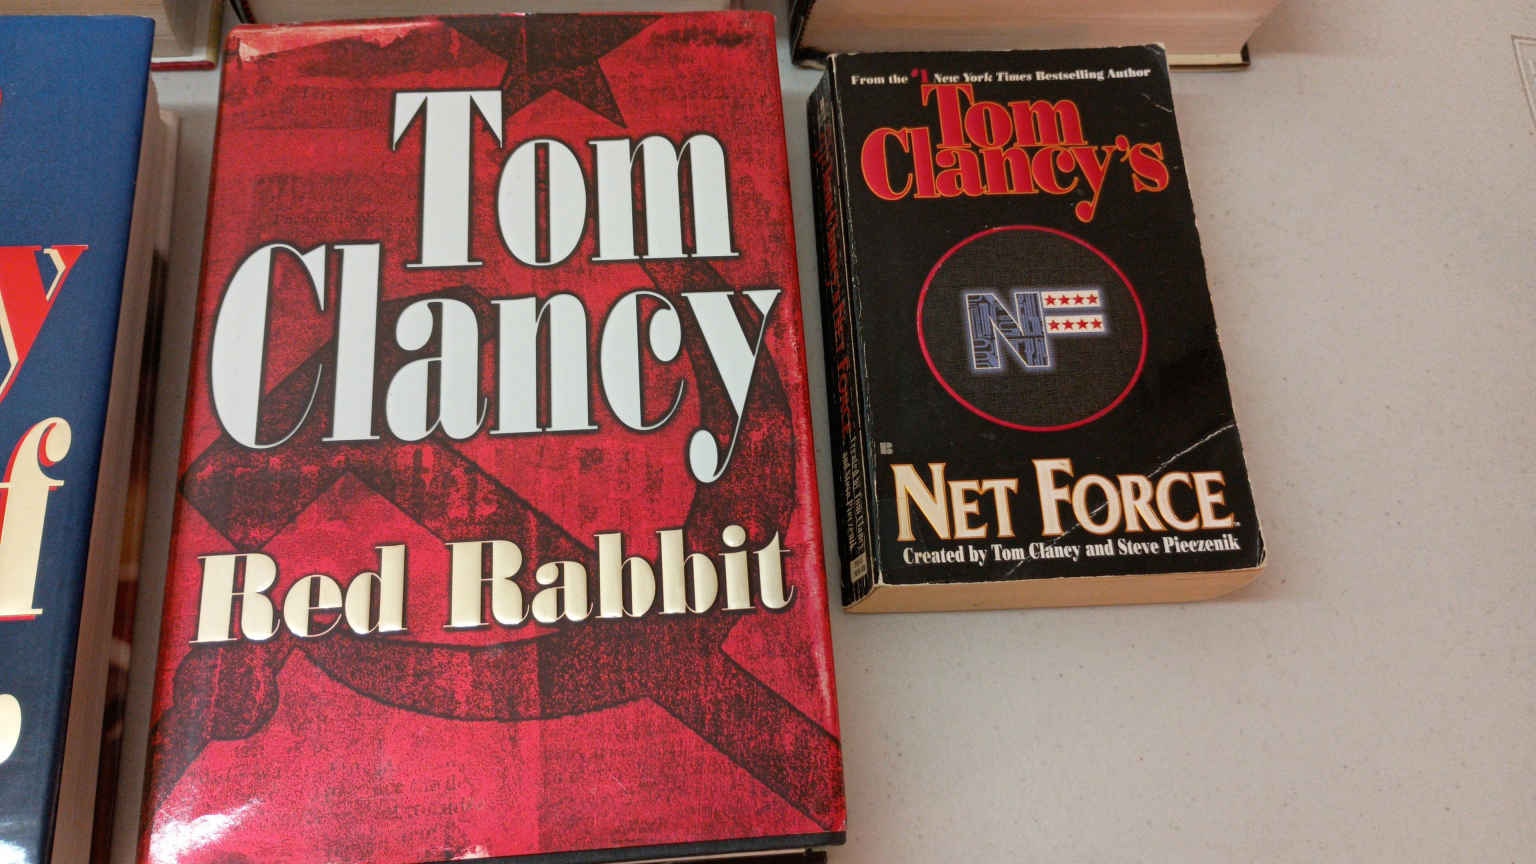 y
f
Tom
Clancy
Red Rabbit
From the #1 New York Times Bestselling Author
Tom
Clancy's
NF
NET FORCE
Created by Tom Clancy and Steve Pieczenik
B